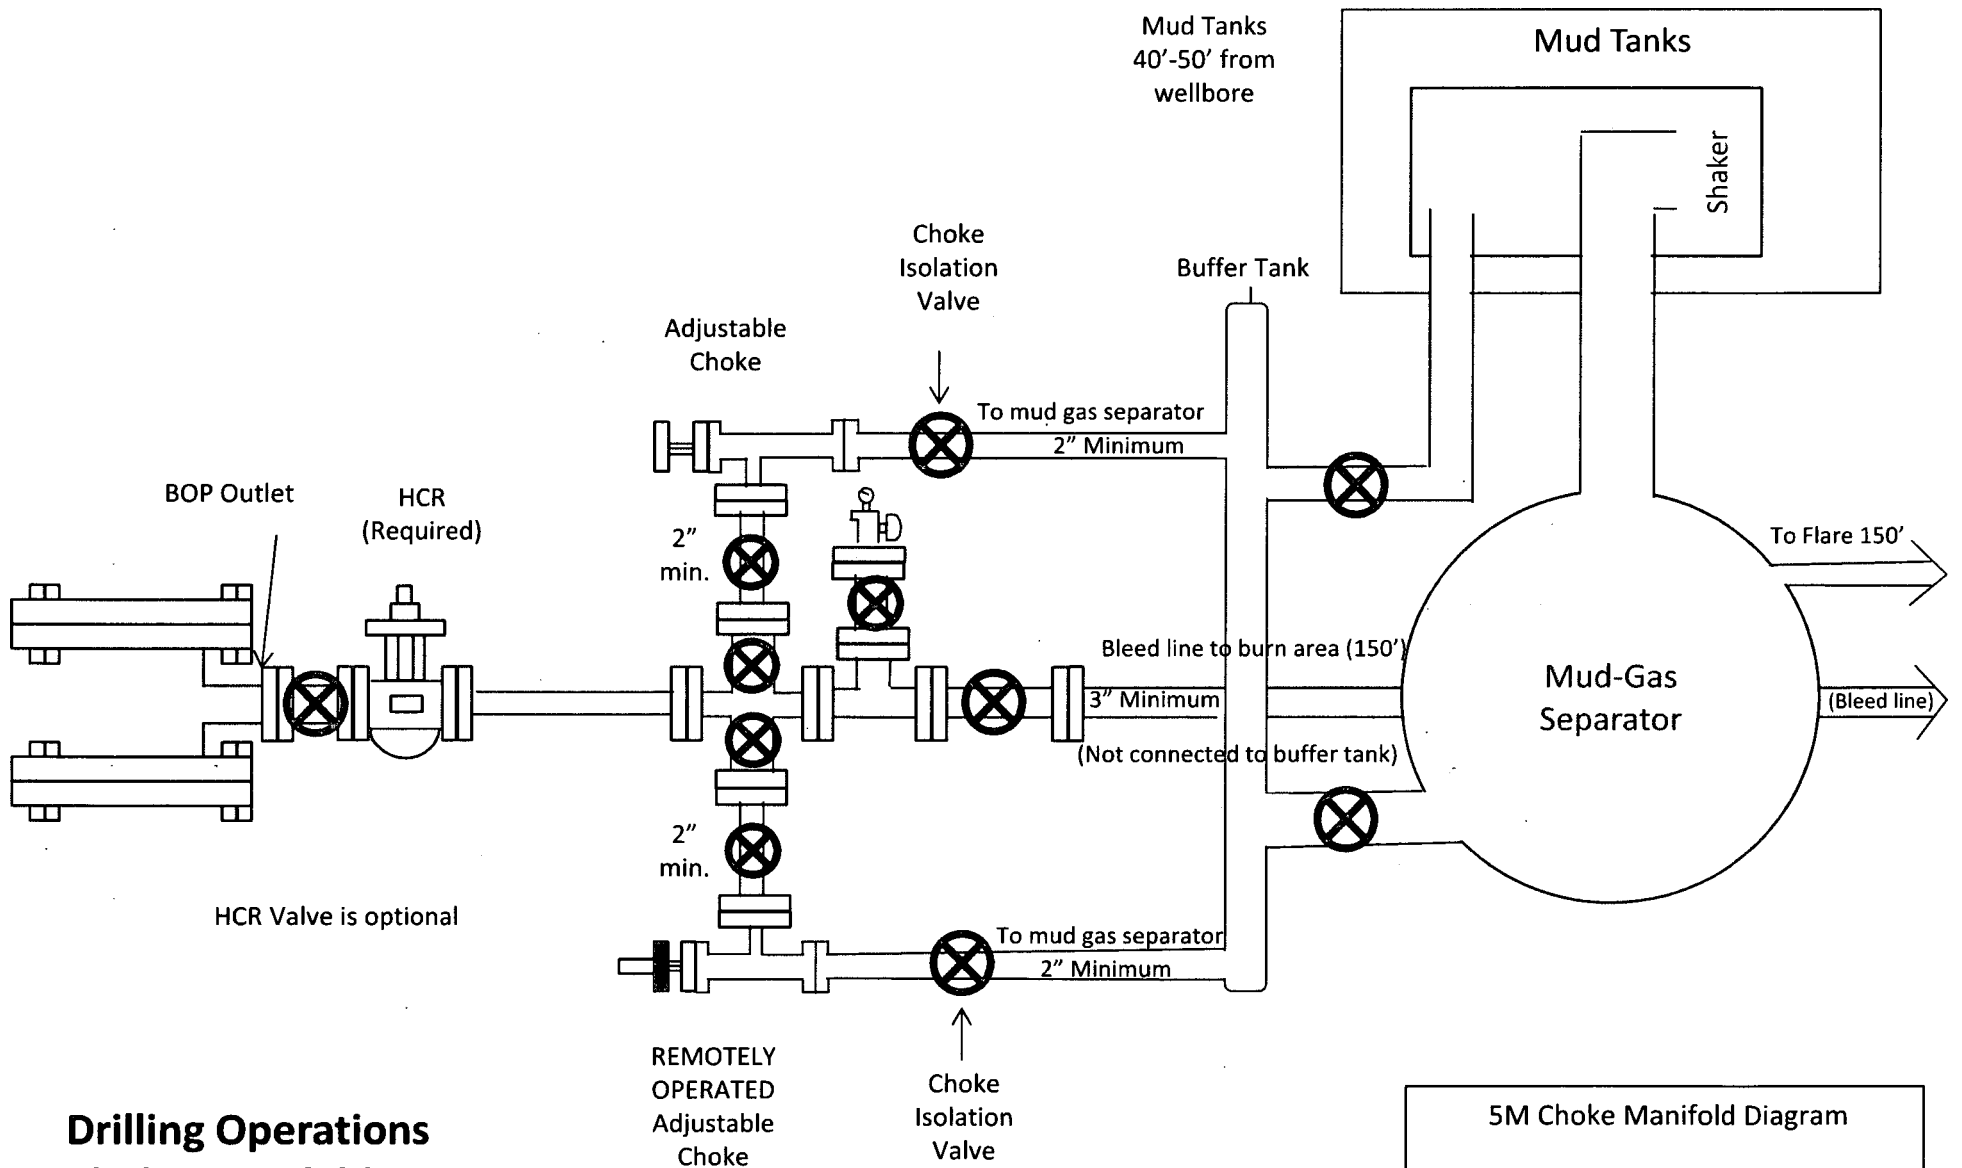 Mud Tanks
40’-50’ from
wellbore
Mud Tanks
Shaker
Choke
Isolation
Valve
Buffer Tank
Adjustable
Choke
To mud gas separator
2” Minimum
BOP Outlet
HCR
(Required)
2”
min.
To Flare 150’
Bleed line to burn area (150’)
3” Minimum
(Not connected to buffer tank)
Mud-Gas
Separator
(Bleed line)
2”
min.
HCR Valve is optional
To mud gas separator
2” Minimum
REMOTELY
OPERATED
Adjustable
Choke
Choke
Isolation
Valve
Drilling Operations
5M Choke Manifold Diagram